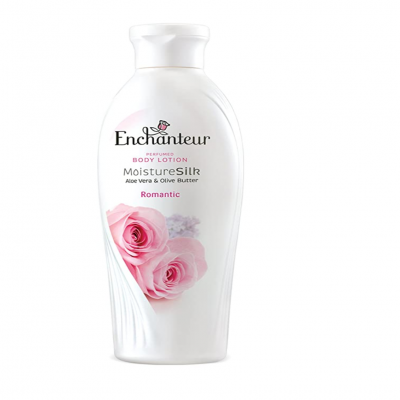 Enchanteur
PERFUMED
BODY LOTION
MoistureSilk
Aloe Vera & Olive Butter
Romantic